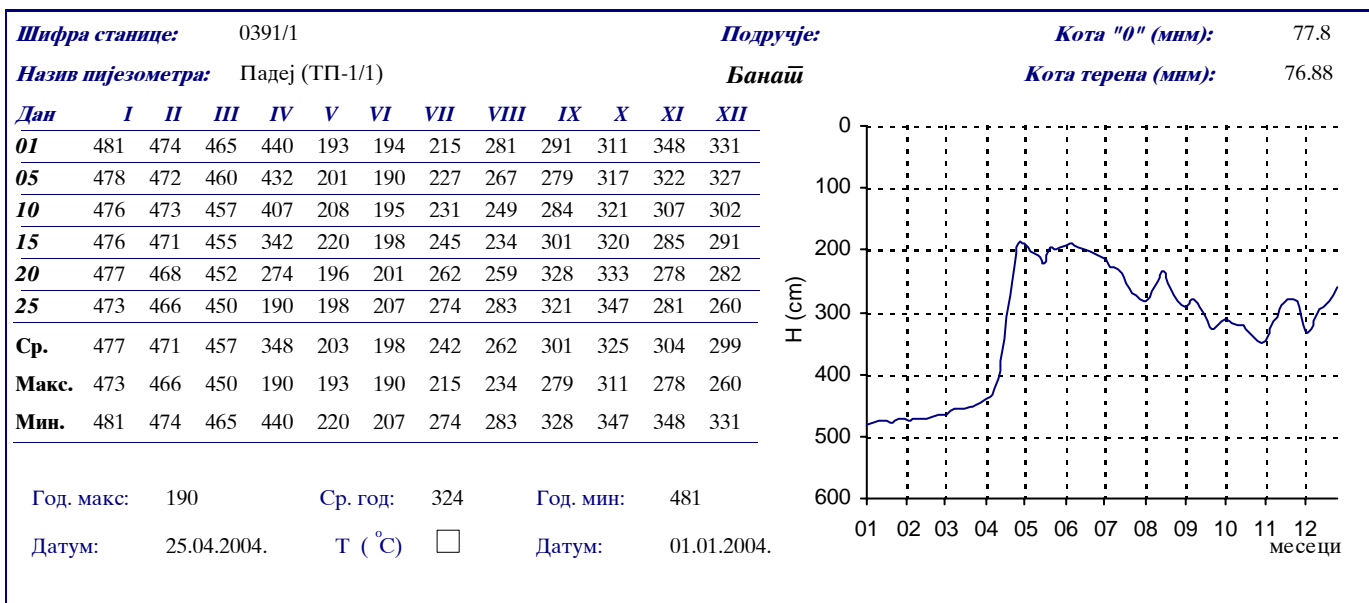 Шифра станице: 0391/1 Подручје: Кота "0" (мнм): 77.8
Назив пијезометра: Падеј (ТП-1/1) Банат Кота терена (мнм): 76.88
Дан I II III IV V VI VII VIII IX X XI XII
01 481 474 465 440 193 194 215 281 291 311 348 331
05 478 472 460 432 201 190 227 267 279 317 322 327
10 476 473 457 407 208 195 231 249 284 321 307 302
15 476 471 455 342 220 198 245 234 301 320 285 291
20 477 468 452 274 196 201 262 259 328 333 278 282
25 473 466 450 190 198 207 274 283 321 347 281 260
Ср. 477 471 457 348 203 198 242 262 301 325 304 299
Макс. 473 466 450 190 193 190 215 234 279 311 278 260
Мин. 481 474 465 440 220 207 274 283 328 347 348 331
Год. макс: 190 Ср. год: 324 Год. мин: 481
Датум: 25.04.2004. Т ( °C) Датум: 01.01.2004.
H (cm)
0
100
200
300
400
500
600
01 02 03 04 05 06 07 08 09 10 11 12
месеци